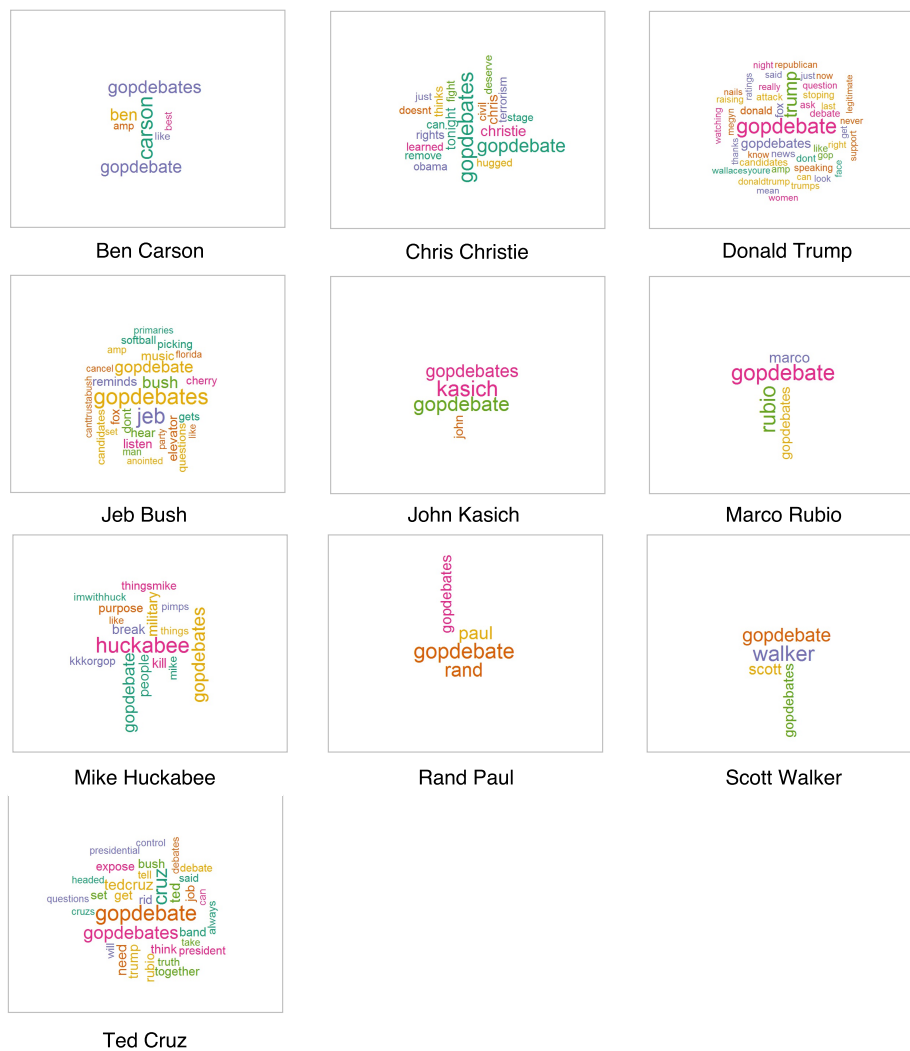 gopdebates
ben
amp
carson
best
like
gopdebate
Ben Carson
deserve
just
thinks
fight
gopdebates
civil
chris
terrorism
doesnt
can
tonight
stage
rights
christie
learned
gopdebate
remove
hugged
obama
Chris Christie
night republican
said
trump
just now
ratings
really
question
nails
raising
attack
stoping
legitimate
fox
ask
last
donald
debate
watching
megyn
gopdebate
never
get
support
thanks
gopdebates
like
right
know
news
gop
candidates
dont
face
wallacesyoure
amp
speaking
donaldtrump
can
look
trumps
mean
women
Donald Trump
primaries
softball
picking
amp
music
florida
cancel
gopdebate
reminds
bush
cherry
canttrustabush
gopdebates
candidates
set
fox
dont
jeb
gets
hear
party
elevator
questions
like
listen
man
anointed
Jeb Bush
gopdebates
kasich
gopdebate
john
John Kasich
marco
gopdebate
rubio
gopdebates
Marco Rubio
thingsmike
imwithhuck
purpose
military
pimps
like
break
things
gopdebates
huckabee
kkkorgop
gopdebate
people
kill
mike
Mike Huckabee
gopdebates
paul
gopdebate
rand
Rand Paul
gopdebate
walker
scott
gopdebates
Scott Walker
control
debates
presidential
expose
bush
debate
tell
headed
tedcruz
cruz
ted
said
job
can
questions
set
get
rid
cruzs
gopdebate
always
gopdebates
band
take
will
need
trump
rubio
think
president
truth
together
Ted Cruz